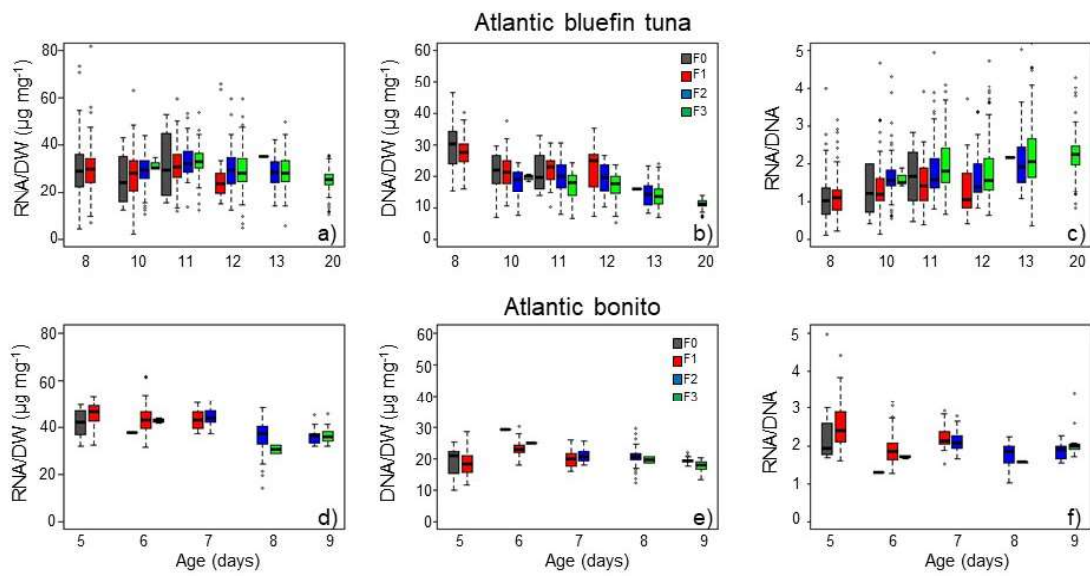 Atlantic bluefin tuna
RNA/DW (µg mg⁻¹)
80
60
40
20
0
a)
8 10 11 12 13 20
DNA/DW (µg mg⁻¹)
60
50
40
30
20
10
0
F0
F1
F2
F3
b)
8 10 11 12 13 20
RNA/DNA
5
4
3
2
1
0
c)
8 10 11 12 13 20
Atlantic bonito
RNA/DW (µg mg⁻¹)
80
60
40
20
0
d)
5 6 7 8 9
Age (days)
DNA/DW (µg mg⁻¹)
60
50
40
30
20
10
0
F0
F1
F2
F3
e)
5 6 7 8 9
Age (days)
RNA/DNA
5
4
3
2
1
0
f)
5 6 7 8 9
Age (days)